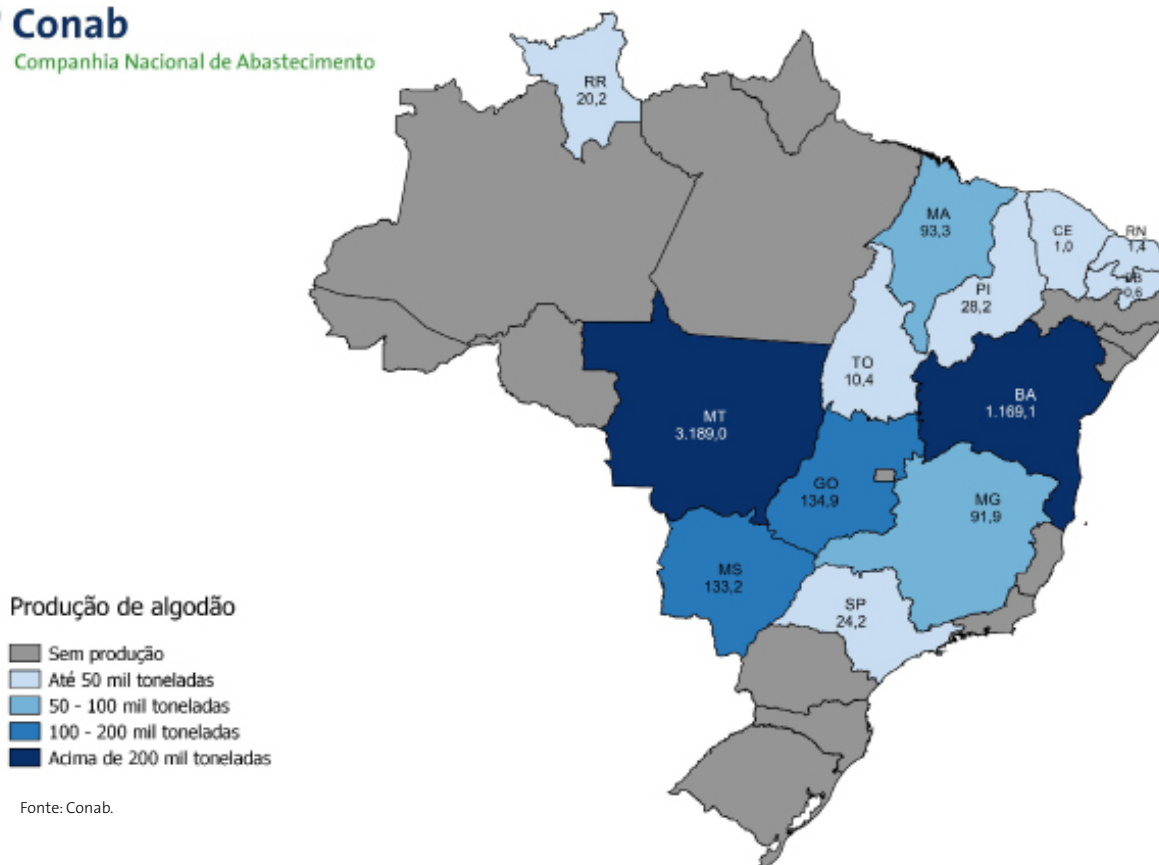 Conab
Companhia Nacional de Abastecimento
RR
20,2
MA
93,3
CE
1,0
RN
1,4
PI
28,2
0,6
TO
10,4
BA
1.169,1
MT
3.189,0
GO
134,9
MG
91,9
MS
133,2
SP
24,2
Produção de algodão
Sem produção
Até 50 mil toneladas
50 - 100 mil toneladas
100 - 200 mil toneladas
Acima de 200 mil toneladas
Fonte: Conab.